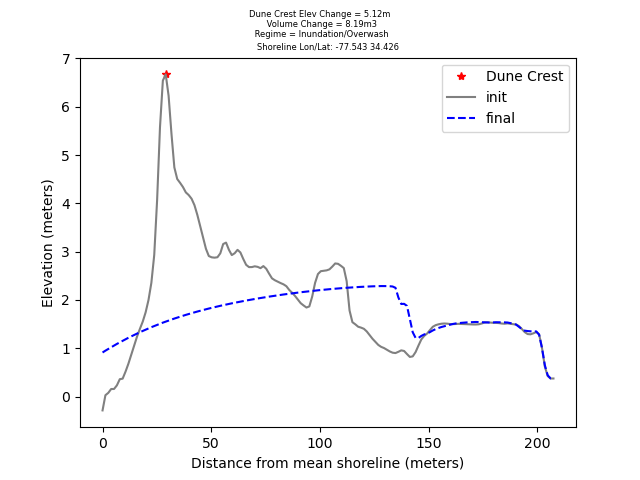 Dune Crest Elev Change = 5.12m
Volume Change = 8.19m3
Regime = Inundation/Overwash
Shoreline Lon/Lat: -77.543 34.426
7
6
5
4
3
2
1
0
Elevation (meters)
Dune Crest
init
final
0 50 100 150 200
Distance from mean shoreline (meters)